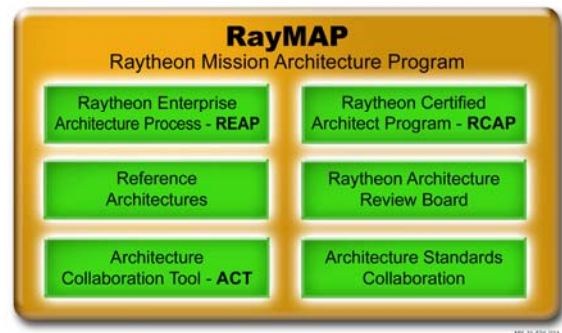 RayMAP
Raytheon Mission Architecture Program
Raytheon Enterprise
Architecture Process - REAP
Raytheon Certified
Architect Program - RCAP
Reference
Architectures
Raytheon Architecture
Review Board
Architecture
Collaboration Tool - ACT
Architecture Standards
Collaboration